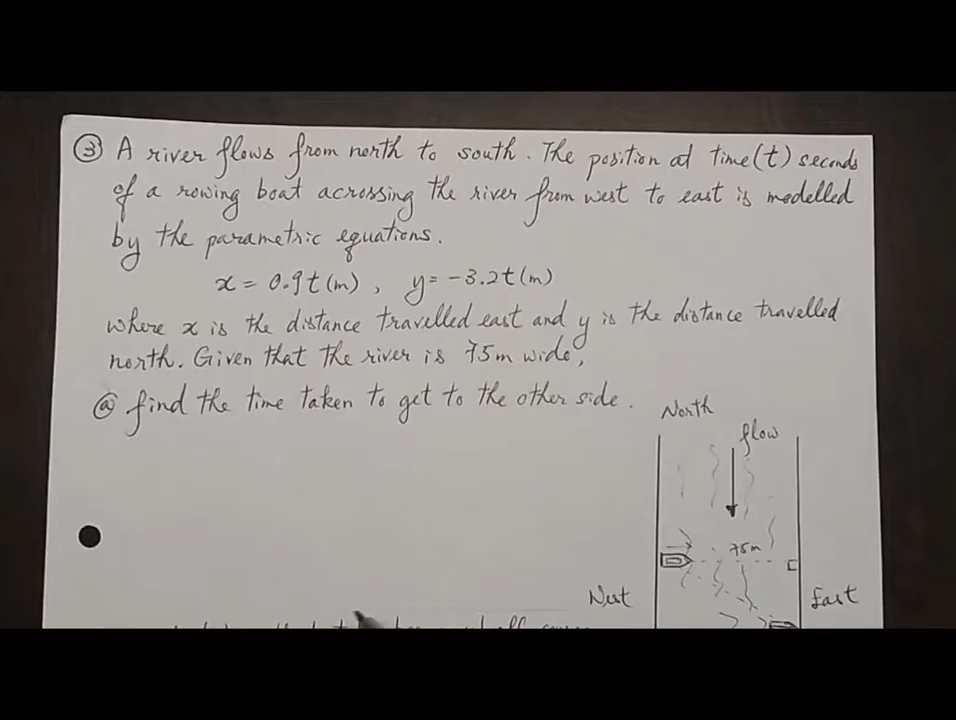 ③ A river flows from north to south. The position at time(t) seconds
of a rowing boat acrossing the river from west to east is modelled
by the parametric equations.
x = 0.9t(m), y = -3.2t(m)
where x is the distance travelled east and y is the distance travelled
north. Given that the river is 75m wide,
ⓐ find the time taken to get to the other side.
North
flow
75m
West
East